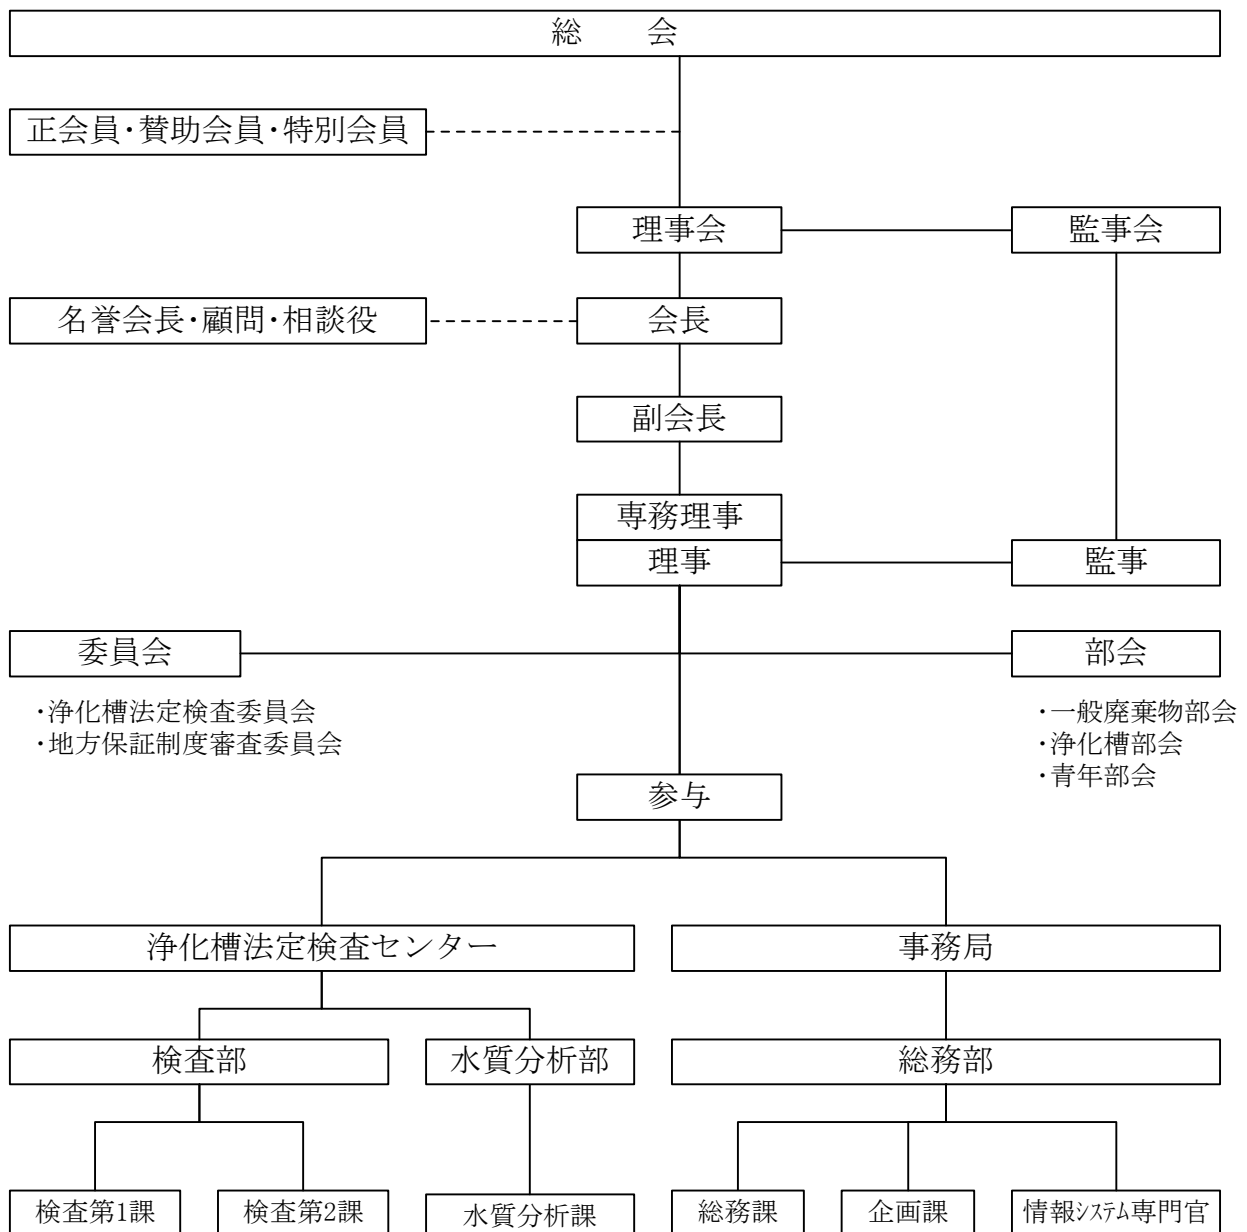 総　　会
正会員・賛助会員・特別会員
理事会
監事会
名誉会長・顧問・相談役
会長
副会長
専務理事
理事
監事
委員会
部会
・浄化槽法定検査委員会
・地方保証制度審査委員会
・一般廃棄物部会
・浄化槽部会
・青年部会
参与
浄化槽法定検査センター
事務局
検査部
水質分析部
総務部
検査第1課
検査第2課
水質分析課
総務課
企画課
情報ｼｽﾃﾑ専門官